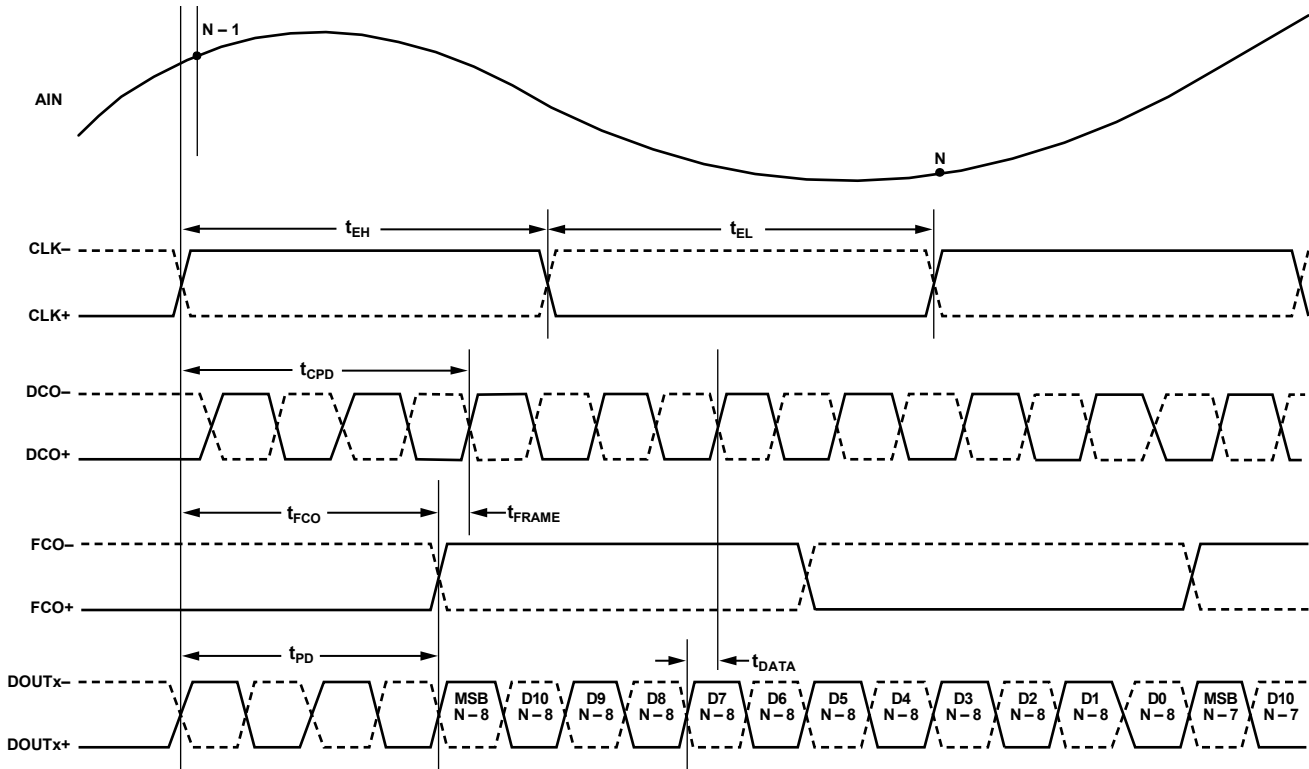 N – 1
AIN
N
t_EH
t_EL
CLK–
CLK+
t_CPD
DCO–
DCO+
t_FCO
t_FRAME
FCO–
FCO+
t_PD
t_DATA
DOUTx–
DOUTx+
MSB D10 D9 D8 D7 D6 D5 D4 D3 D2 D1 D0 MSB D10
N – 8 N – 8 N – 8 N – 8 N – 8 N – 8 N – 8 N – 8 N – 8 N – 8 N – 8 N – 8 N – 7 N – 7